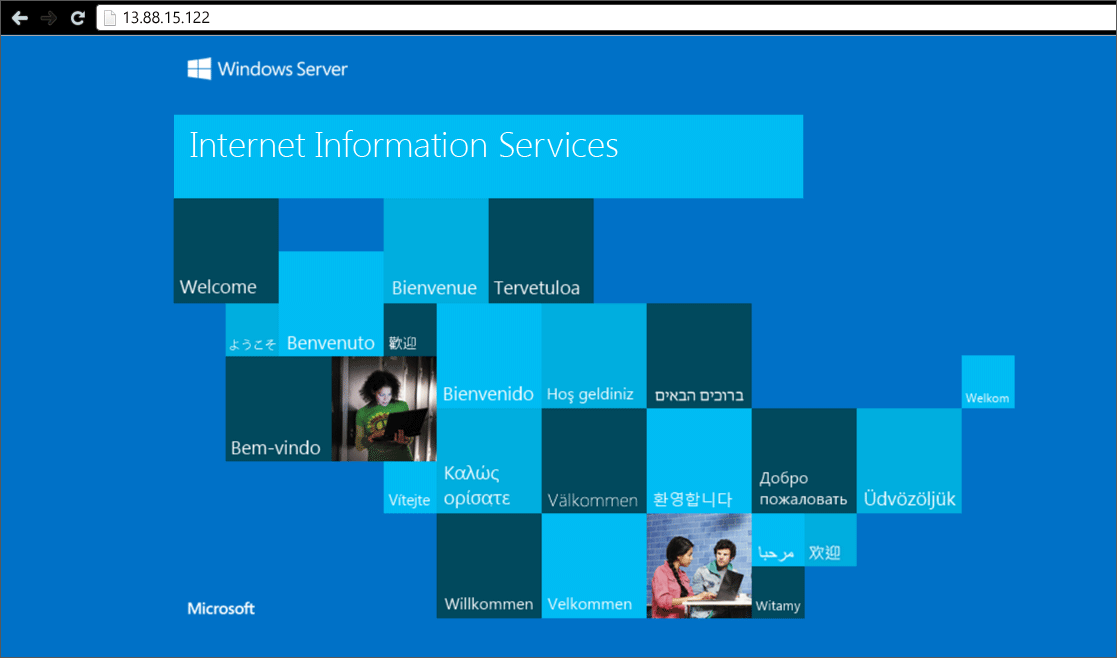 13.88.15.122
Windows Server
Internet Information Services
Welcome
Bienvenue
Tervetuloa
ようこそ
Benvenuto
歡迎
Bienvenido
Hoş geldiniz
ברוכים הבאים
Welkom
Bem-vindo
Vítejte
Καλώς
ορίσατε
Välkommen
환영합니다
Добро
пожаловать
Üdvözöljük
مرحبا
欢迎
Willkommen
Velkommen
Witamy
Microsoft